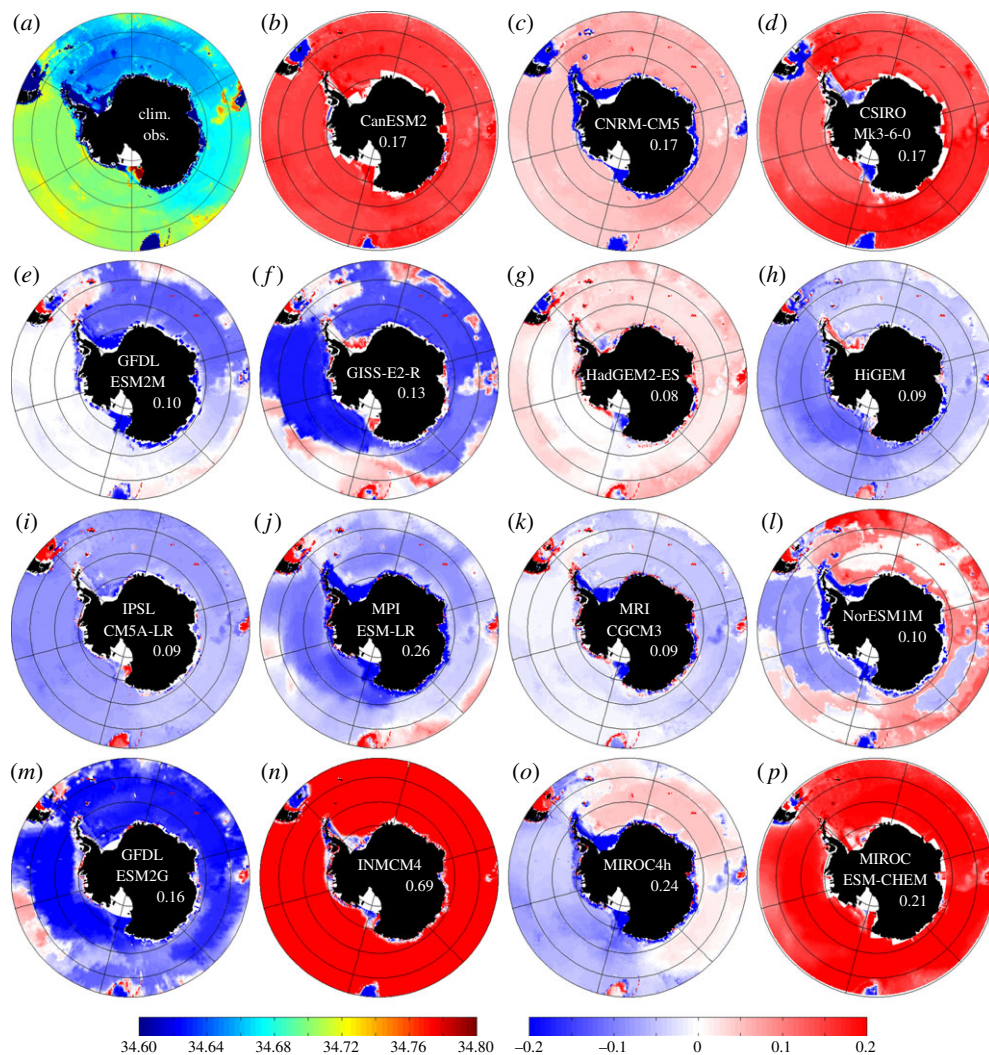 (a)
clim.
obs.
(b)
CanESM2
0.17
(c)
CNRM-CM5
0.17
(d)
CSIRO
Mk3-6-0
0.17
(e)
GFDL
ESM2M
0.10
(f)
GISS-E2-R
0.13
(g)
HadGEM2-ES
0.08
(h)
HiGEM
0.09
(i)
IPSL
CM5A-LR
0.09
(j)
MPI
ESM-LR
0.26
(k)
MRI
CGCM3
0.09
(l)
NorESM1M
0.10
(m)
GFDL
ESM2G
0.16
(n)
INMCM4
0.69
(o)
MIROC4h
0.24
(p)
MIROC
ESM-CHEM
0.21
34.60 34.64 34.68 34.72 34.76 34.80
−0.2 −0.1 0 0.1 0.2